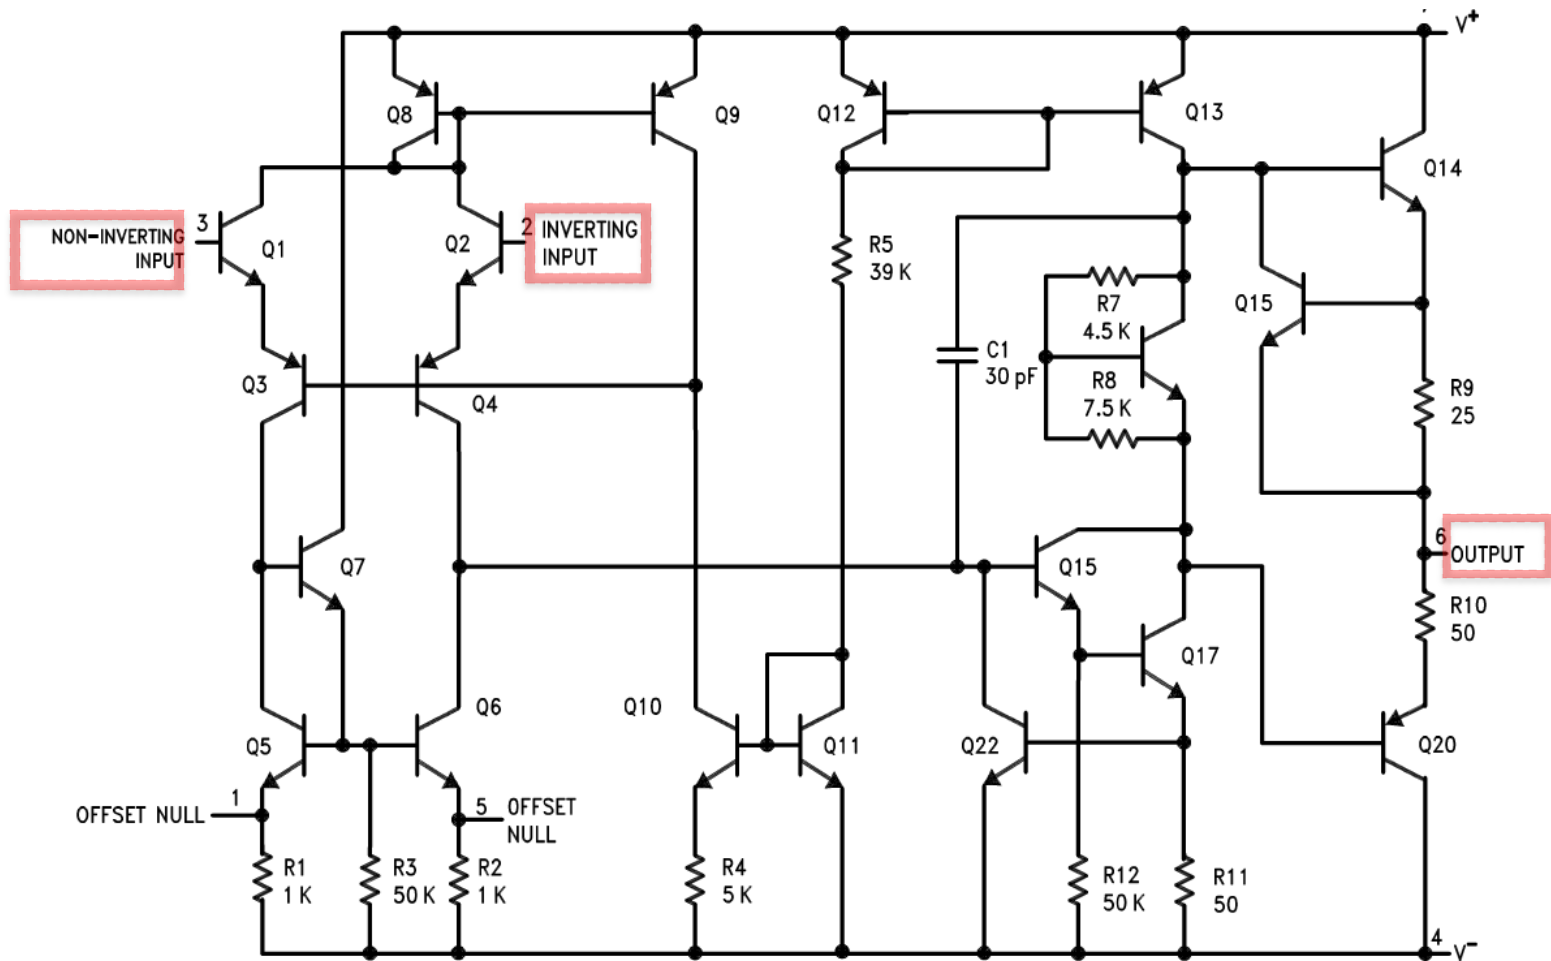 V+
Q8
Q9
Q12
Q13
Q14
3
NON-INVERTING
INPUT
Q1
Q2
2
INVERTING
INPUT
R5
39 K
R7
4.5 K
Q15
C1
30 pF
R8
7.5 K
Q3
Q4
R9
25
6
OUTPUT
Q7
Q15
R10
50
Q17
Q5
Q6
Q10
Q11
Q22
Q20
1
OFFSET NULL
5
OFFSET
NULL
R1
1 K
R3
50 K
R2
1 K
R4
5 K
R12
50 K
R11
50
4
V−